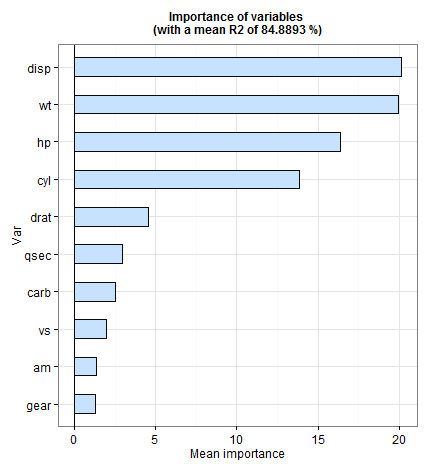 Importance of variables
(with a mean R2 of 84.8893 %)
disp
wt
hp
cyl
drat
qsec
carb
vs
am
gear
Var
0 5 10 15 20
Mean importance